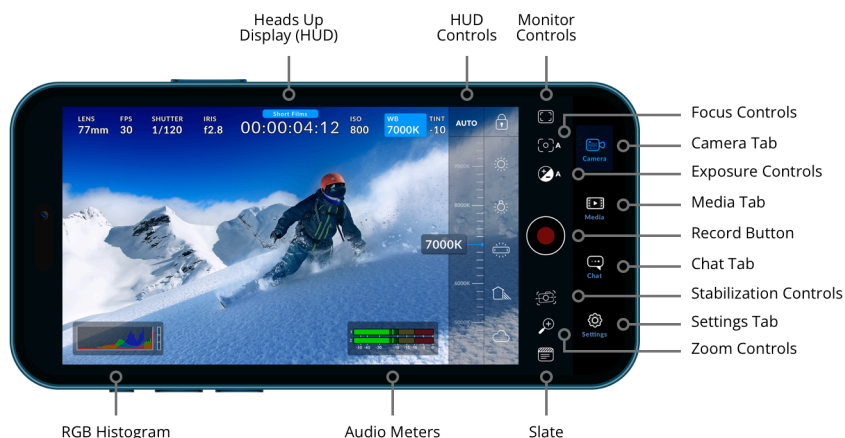 Heads Up
Display (HUD)
HUD
Controls
Monitor
Controls
LENS
77mm
FPS
30
SHUTTER
1/120
IRIS
f2.8
Short Films
00:00:04:12
ISO
800
WB
7000K
TINT
-10
AUTO
A
A
8000K
7000K
6000K
Camera
Media
Chat
Settings
Focus Controls
Camera Tab
Exposure Controls
Media Tab
Record Button
Chat Tab
Stabilization Controls
Settings Tab
Zoom Controls
RGB Histogram
Audio Meters
Slate